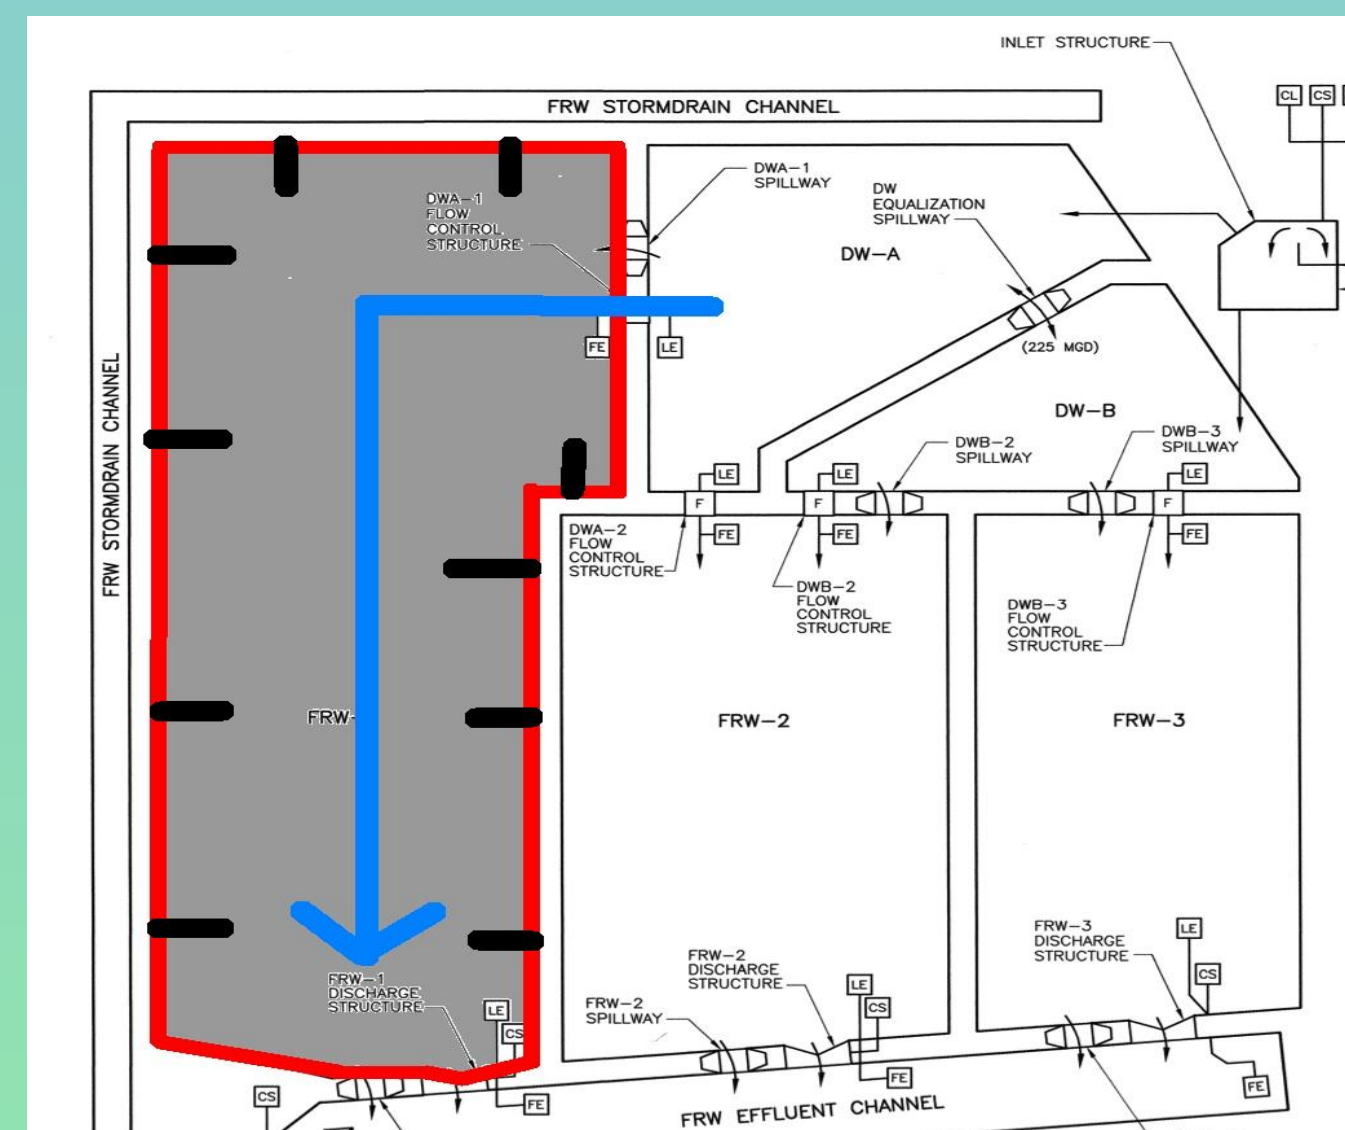 INLET STRUCTURE
CL
CS
FRW STORMDRAIN CHANNEL
DWA-1
SPILLWAY
DW
EQUALIZATION
SPILLWAY
DWA-1
FLOW
CONTROL
STRUCTURE
DW-A
FE
LE
(225 MGD)
FRW STORMDRAIN CHANNEL
DW-B
DWB-2
SPILLWAY
DWB-3
SPILLWAY
LE
LE
LE
F
F
F
FE
FE
FE
DWA-2
FLOW
CONTROL
STRUCTURE
DWB-2
FLOW
CONTROL
STRUCTURE
DWB-3
FLOW
CONTROL
STRUCTURE
FRW-
FRW-2
FRW-3
FRW-1
DISCHARGE
STRUCTURE
LE
CS
FRW-2
DISCHARGE
STRUCTURE
LE
CS
FRW-2
SPILLWAY
FRW-3
DISCHARGE
STRUCTURE
LE
CS
CS
FE
FE
FE
FRW EFFLUENT CHANNEL